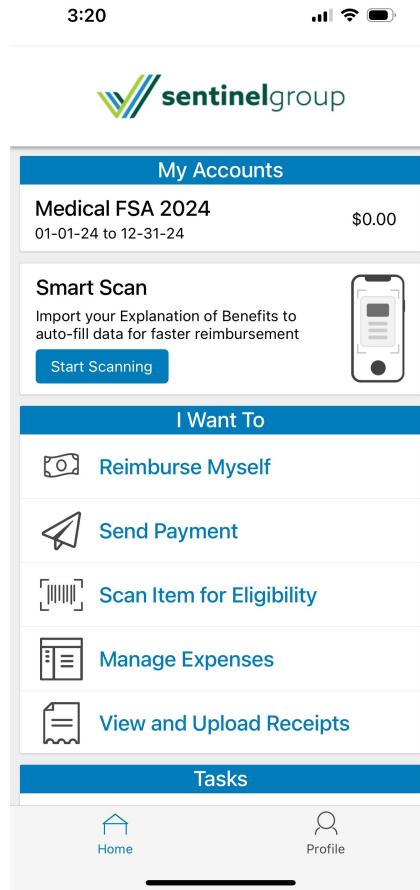 3:20
sentinelgroup
My Accounts
Medical FSA 2024
$0.00
01-01-24 to 12-31-24
Smart Scan
Import your Explanation of Benefits to
auto-fill data for faster reimbursement
Start Scanning
I Want To
Reimburse Myself
Send Payment
Scan Item for Eligibility
Manage Expenses
View and Upload Receipts
Tasks
Home
Profile